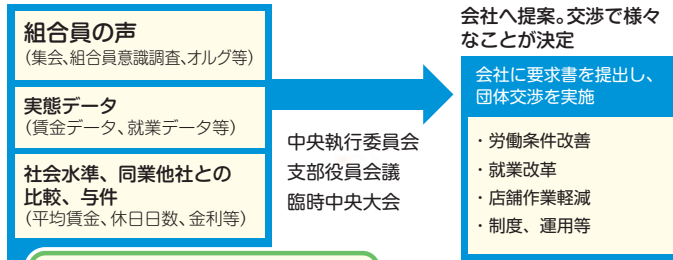 組合員の声
(集会、組合員意識調査、オルグ等)
実態データ
(賃金データ、就業データ等)
社会水準、同業他社との
比較、与件
(平均賃金、休日日数、金利等)
中央執行委員会
支部役員会議
臨時中央大会
会社へ提案。交渉で様々
なことが決定
会社に要求書を提出し、
団体交渉を実施
・労働条件改善
・就業改革
・店舗作業軽減
・制度、運用等